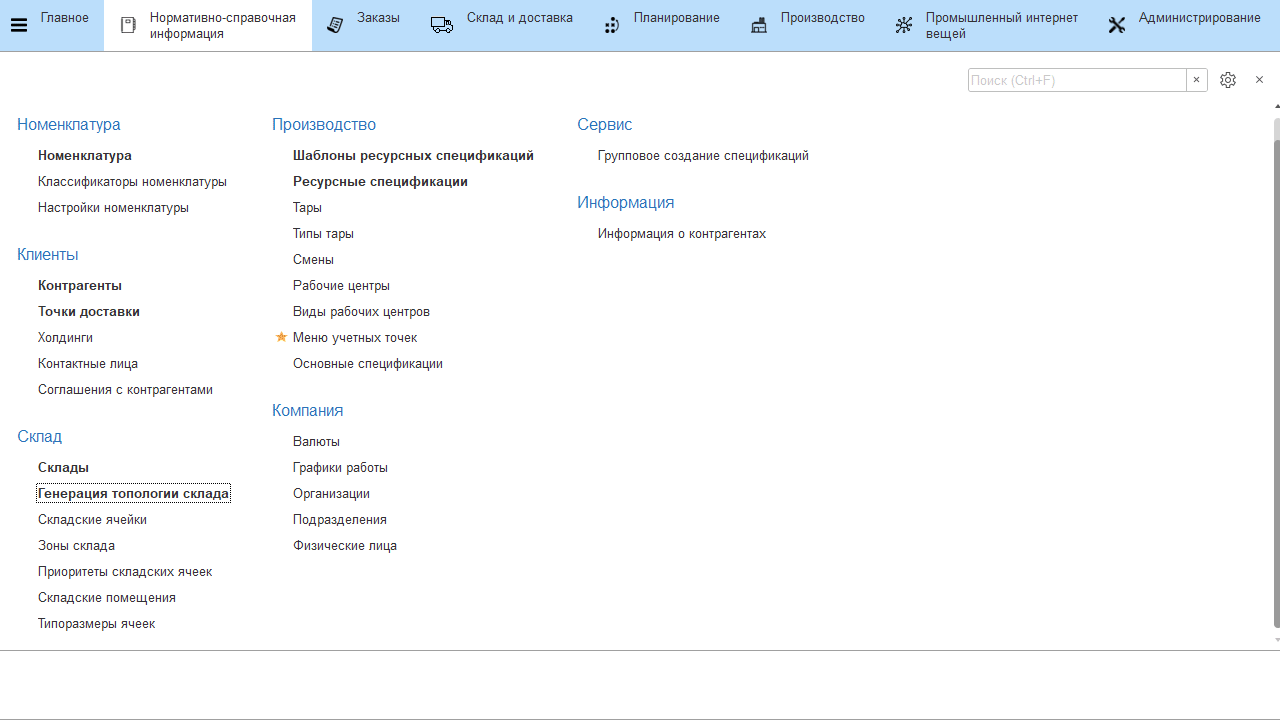 Главное
Нормативно-справочная
информация
Заказы
Склад и доставка
Планирование
Производство
Промышленный интернет
вещей
Администрирование
Поиск (Ctrl+F)
Номенклатура
Номенклатура
Классификаторы номенклатуры
Настройки номенклатуры
Клиенты
Контрагенты
Точки доставки
Холдинги
Контактные лица
Соглашения с контрагентами
Склад
Склады
Генерация топологии склада
Складские ячейки
Зоны склада
Приоритеты складских ячеек
Складские помещения
Типоразмеры ячеек
Производство
Шаблоны ресурсных спецификаций
Ресурсные спецификации
Тары
Типы тары
Смены
Рабочие центры
Виды рабочих центров
Меню учетных точек
Основные спецификации
Компания
Валюты
Графики работы
Организации
Подразделения
Физические лица
Сервис
Групповое создание спецификаций
Информация
Информация о контрагентах